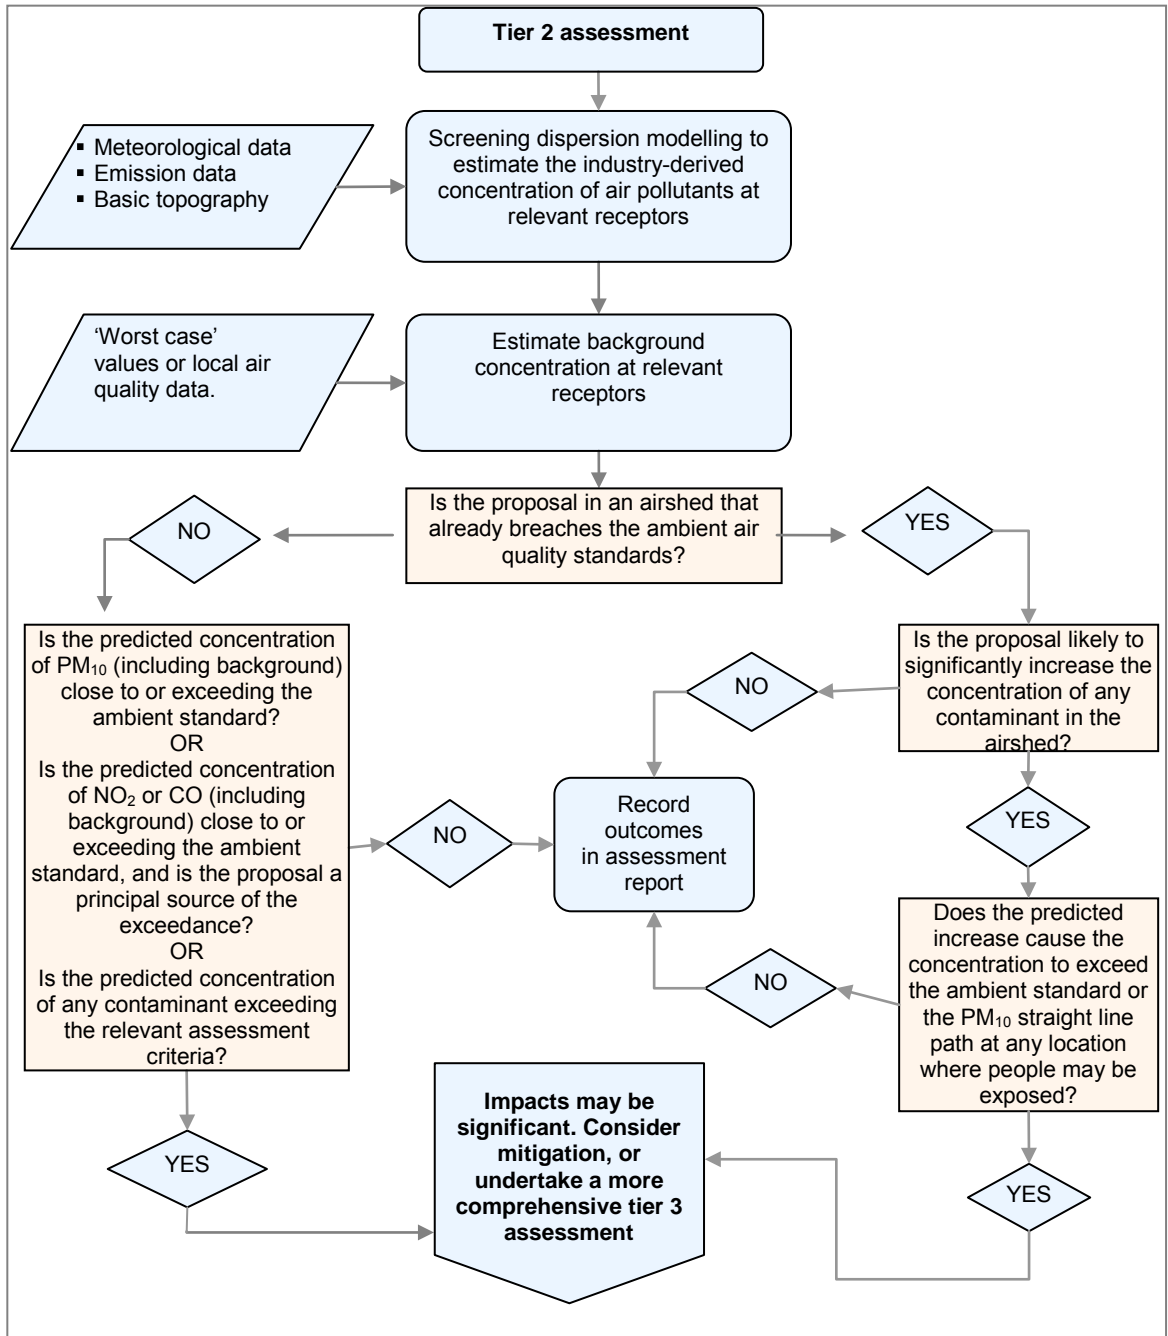 Tier 2 assessment
▪ Meteorological data
▪ Emission data
▪ Basic topography
Screening dispersion modelling to
estimate the industry-derived
concentration of air pollutants at
relevant receptors
‘Worst case’
values or local air
quality data.
Estimate background
concentration at relevant
receptors
Is the proposal in an airshed that
already breaches the ambient air
quality standards?
NO
YES
Is the predicted concentration
of PM₁₀ (including background)
close to or exceeding the
ambient standard?
OR
Is the predicted concentration
of NO₂ or CO (including
background) close to or
exceeding the ambient
standard, and is the proposal a
principal source of the
exceedance?
OR
Is the predicted concentration
of any contaminant exceeding
the relevant assessment
criteria?
Is the proposal likely to
significantly increase the
concentration of any
contaminant in the
airshed?
NO
YES
NO
Record
outcomes
in assessment
report
Does the predicted
increase cause the
concentration to exceed
the ambient standard or
the PM₁₀ straight line
path at any location
where people may be
exposed?
NO
YES
Impacts may be
significant. Consider
mitigation, or
undertake a more
comprehensive tier 3
assessment
YES